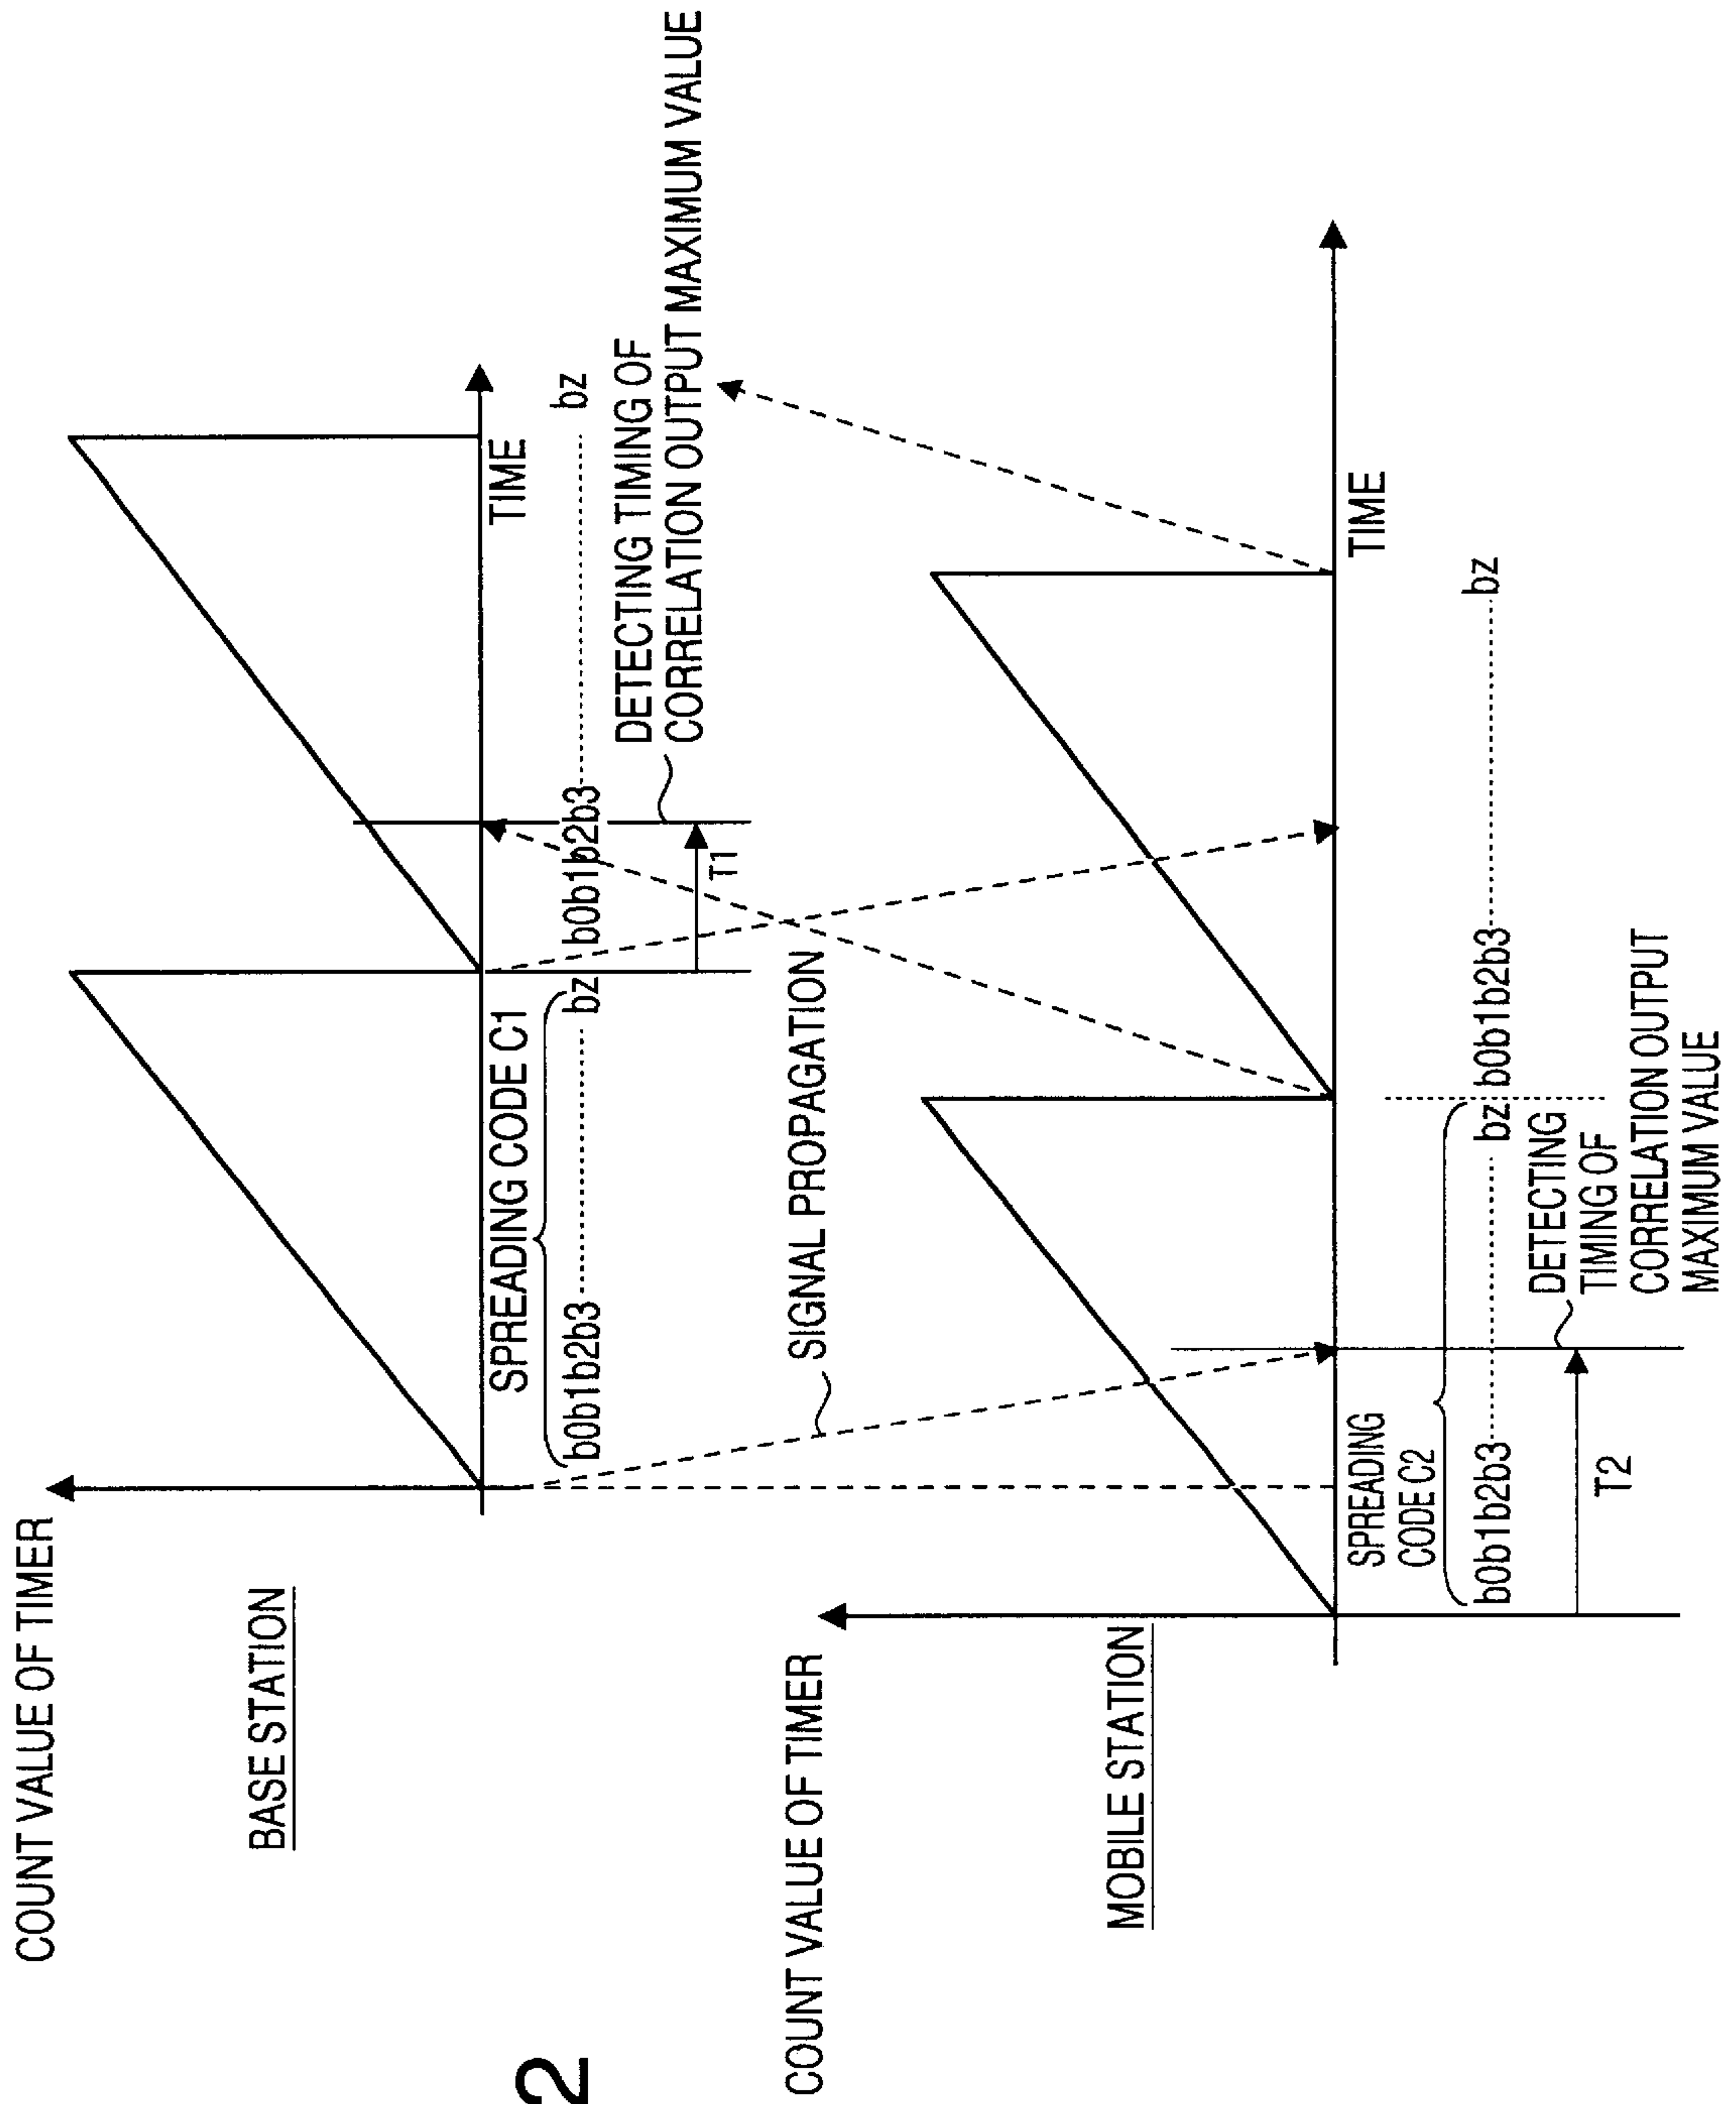 2
COUNT VALUE OF TIMER
BASE STATION
TIME
SPREADING CODE C1
b0b1b2b3 bz b0b1b2b3 bz
DETECTING TIMING OF
CORRELATION OUTPUT MAXIMUM VALUE
T1
SIGNAL PROPAGATION
COUNT VALUE OF TIMER
MOBILE STATION
TIME
SPREADING
CODE C2
b0b1b2b3 bz b0b1b2b3 bz
DETECTING
TIMING OF
CORRELATION OUTPUT
MAXIMUM VALUE
T2